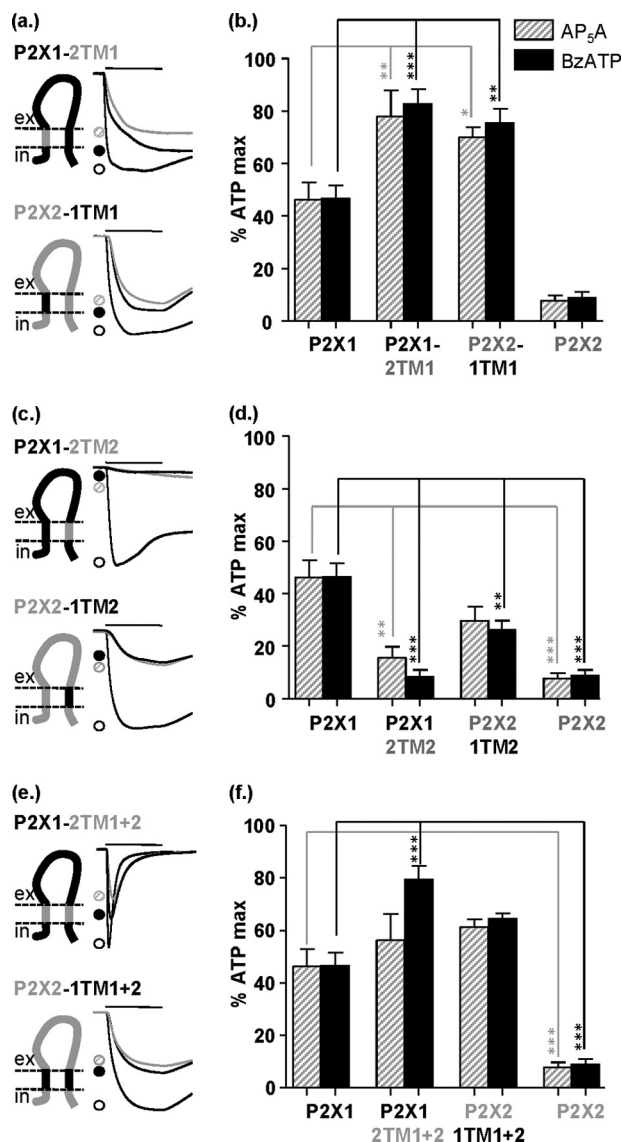 (a.)
P2X1-2TM1
ex
in
P2X2-1TM1
ex
in
(b.)
AP5A
BzATP
% ATP max
100
80
60
40
20
0
**
***
*
**
P2X1
P2X1-
2TM1
P2X2-
1TM1
P2X2
(c.)
P2X1-2TM2
ex
in
P2X2-1TM2
ex
in
(d.)
% ATP max
100
80
60
40
20
0
**
***
**
***
***
P2X1
P2X1
2TM2
P2X2
1TM2
P2X2
(e.)
P2X1-2TM1+2
ex
in
P2X2-1TM1+2
ex
in
(f.)
% ATP max
100
80
60
40
20
0
***
***
***
P2X1
P2X1
2TM1+2
P2X2
1TM1+2
P2X2